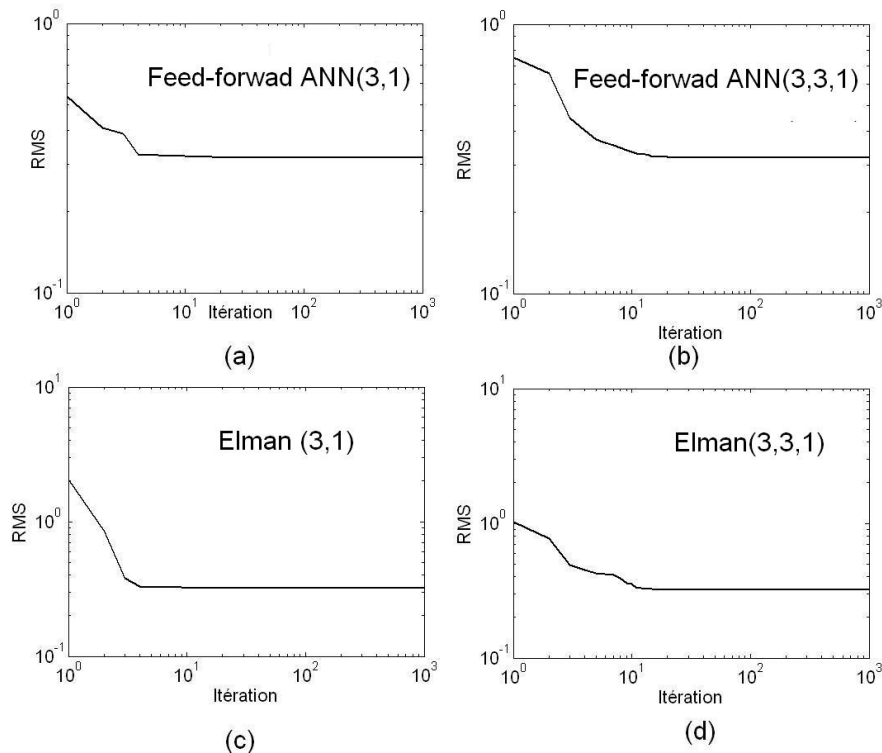 10^0
Feed-forwad ANN(3,1)
RMS
10^-1
10^0
10^1
Itération
10^2
10^3
(a)
10^0
Feed-forwad ANN(3,3,1)
RMS
10^-1
10^0
10^1
10^2
10^3
Itération
(b)
10^1
Elman (3,1)
RMS
10^0
10^-1
10^0
10^1
10^2
10^3
Itération
(c)
10^1
Elman(3,3,1)
RMS
10^0
10^-1
10^0
10^1
10^2
10^3
Itération
(d)